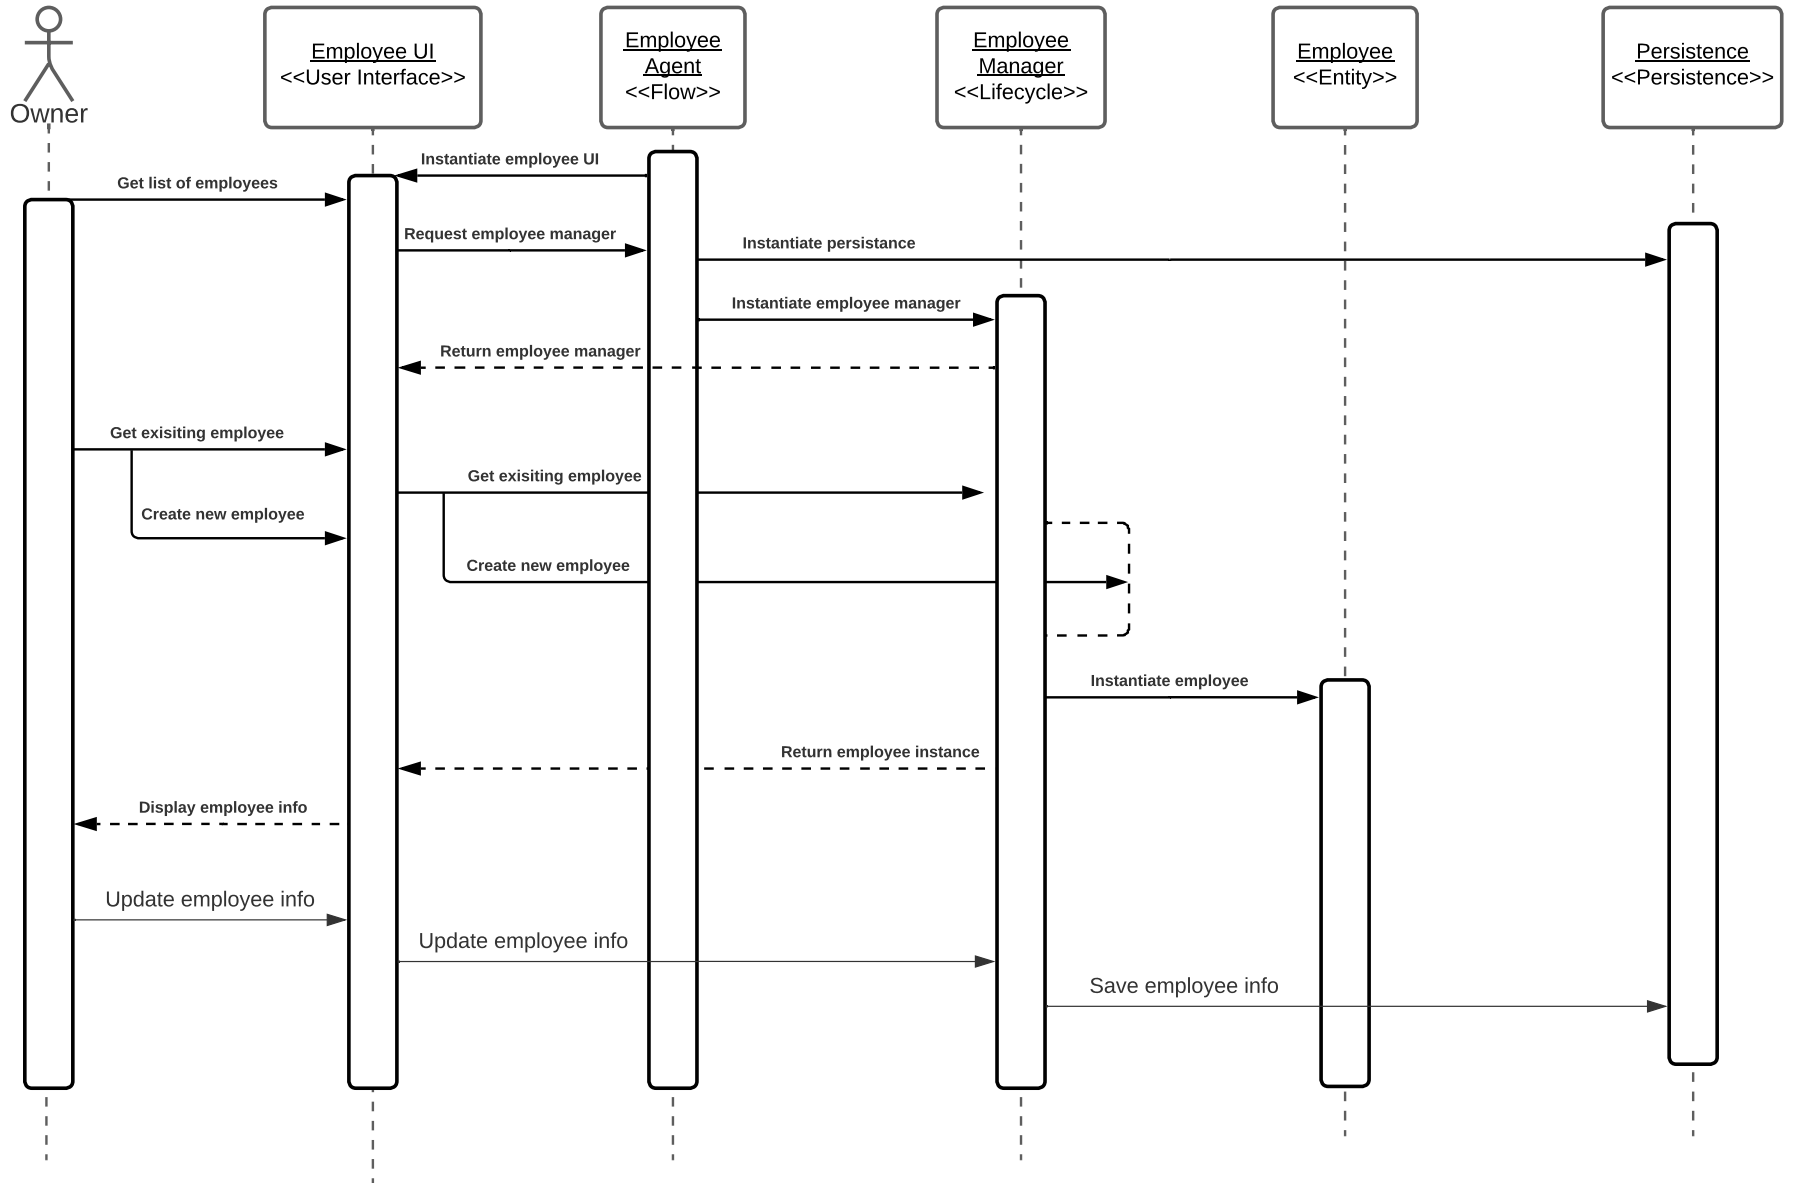 Owner
Employee UI
<<User Interface>>
Employee
Agent
<<Flow>>
Employee
Manager
<<Lifecycle>>
Employee
<<Entity>>
Persistence
<<Persistence>>
Instantiate employee UI
Get list of employees
Request employee manager
Instantiate persistance
Instantiate employee manager
Return employee manager
Get exisiting employee
Get exisiting employee
Create new employee
Create new employee
Instantiate employee
Return employee instance
Display employee info
Update employee info
Update employee info
Save employee info